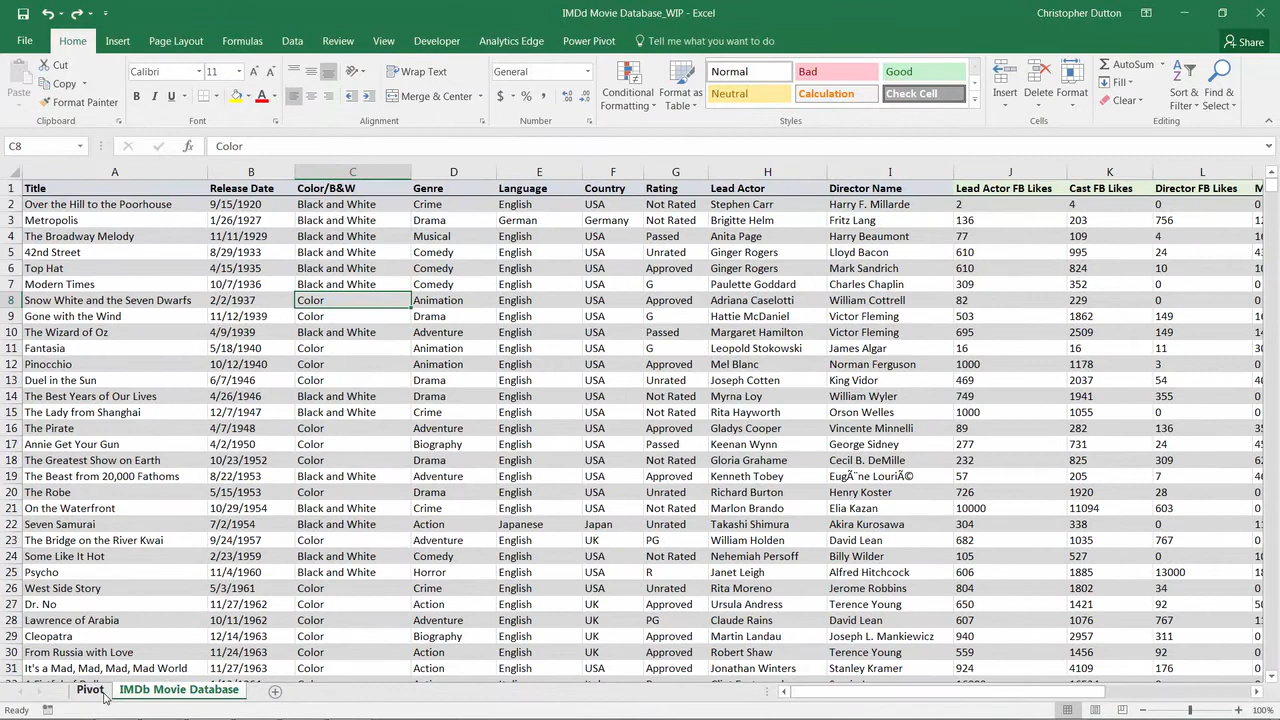 IMDd Movie Database_WIP - Excel
Christopher Dutton
File Home Insert Page Layout Formulas Data Review View Developer Analytics Edge Power Pivot Tell me what you want to do Share
Paste Cut Copy Format Painter Clipboard
Calibri 11 B I U Font
Wrap Text Merge & Center Alignment
General $ % , Number
Conditional Formatting Format as Table
Normal Bad Good
Neutral Calculation Check Cell
Styles
Insert Delete Format Cells
AutoSum Fill Clear Sort & Filter Find & Select Editing
C8 fx Color
A B C D E F G H I J K L
1 Title Release Date Color/B&W Genre Language Country Rating Lead Actor Director Name Lead Actor FB Likes Cast FB Likes Director FB Likes M
2 Over the Hill to the Poorhouse 9/15/1920 Black and White Crime English USA Not Rated Stephen Carr Harry F. Millarde 2 4 0 0
3 Metropolis 1/26/1927 Black and White Drama German Germany Not Rated Brigitte Helm Fritz Lang 136 203 756 12
4 The Broadway Melody 11/11/1929 Black and White Musical English USA Passed Anita Page Harry Beaumont 77 109 4 16
5 42nd Street 8/29/1933 Black and White Comedy English USA Unrated Ginger Rogers Lloyd Bacon 610 995 24 43
6 Top Hat 4/15/1935 Black and White Comedy English USA Approved Ginger Rogers Mark Sandrich 610 824 10 10
7 Modern Times 10/7/1936 Black and White Comedy English USA G Paulette Goddard Charles Chaplin 309 352 0 0
8 Snow White and the Seven Dwarfs 2/2/1937 Color Animation English USA Approved Adriana Caselotti William Cottrell 82 229 0 0
9 Gone with the Wind 11/12/1939 Color Drama English USA G Hattie McDaniel Victor Fleming 503 1862 149 16
10 The Wizard of Oz 4/9/1939 Black and White Adventure English USA Passed Margaret Hamilton Victor Fleming 695 2509 149 14
11 Fantasia 5/18/1940 Color Animation English USA G Leopold Stokowski James Algar 16 16 11 30
12 Pinocchio 10/12/1940 Color Animation English USA Approved Mel Blanc Norman Ferguson 1000 1178 3 0
13 Duel in the Sun 6/7/1946 Color Drama English USA Unrated Joseph Cotten King Vidor 469 2037 54 40
14 The Best Years of Our Lives 4/26/1946 Black and White Drama English USA Not Rated Myrna Loy William Wyler 749 1941 355 0
15 The Lady from Shanghai 12/7/1947 Black and White Crime English USA Not Rated Rita Hayworth Orson Welles 1000 1055 0 0
16 The Pirate 4/7/1948 Color Adventure English USA Approved Gladys Cooper Vincente Minnelli 89 282 136 35
17 Annie Get Your Gun 4/2/1950 Color Biography English USA Passed Keenan Wynn George Sidney 277 731 24 43
18 The Greatest Show on Earth 10/23/1952 Color Drama English USA Not Rated Gloria Grahame Cecil B. DeMille 232 825 309 62
19 The Beast from 20,000 Fathoms 8/22/1953 Black and White Adventure English USA Approved Kenneth Tobey EugÃ¨ne LouriÃ© 57 205 7 46
20 The Robe 5/15/1953 Color Drama English USA Unrated Richard Burton Henry Koster 726 1920 28 0
21 On the Waterfront 10/29/1954 Black and White Crime English USA Not Rated Marlon Brando Elia Kazan 10000 11094 603 0
22 Seven Samurai 7/2/1954 Black and White Action Japanese Japan Unrated Takashi Shimura Akira Kurosawa 304 338 0 11
23 The Bridge on the River Kwai 9/24/1957 Color Adventure English UK PG William Holden David Lean 682 1035 767 0
24 Some Like It Hot 2/23/1959 Black and White Comedy English USA Not Rated Nehemiah Persoff Billy Wilder 105 527 0 0
25 Psycho 11/4/1960 Black and White Horror English USA R Janet Leigh Alfred Hitchcock 606 1885 13000 18
26 West Side Story 5/3/1961 Color Crime English USA Unrated Rita Moreno Jerome Robbins 804 1802 34 0
27 Dr. No 11/27/1962 Color Action English UK Approved Ursula Andress Terence Young 650 1421 92 50
28 Lawrence of Arabia 10/11/1962 Color Adventure English UK PG Claude Rains David Lean 607 1076 767 11
29 Cleopatra 12/14/1963 Color Biography English UK Approved Martin Landau Joseph L. Mankiewicz 940 2957 311 0
30 From Russia with Love 11/24/1963 Color Action English UK Approved Robert Shaw Terence Young 559 1456 92 0
31 It's a Mad, Mad, Mad, Mad World 11/27/1963 Color Action English USA Approved Jonathan Winters Stanley Kramer 924 4109 176 0
Pivot IMDb Movie Database
Ready 100%